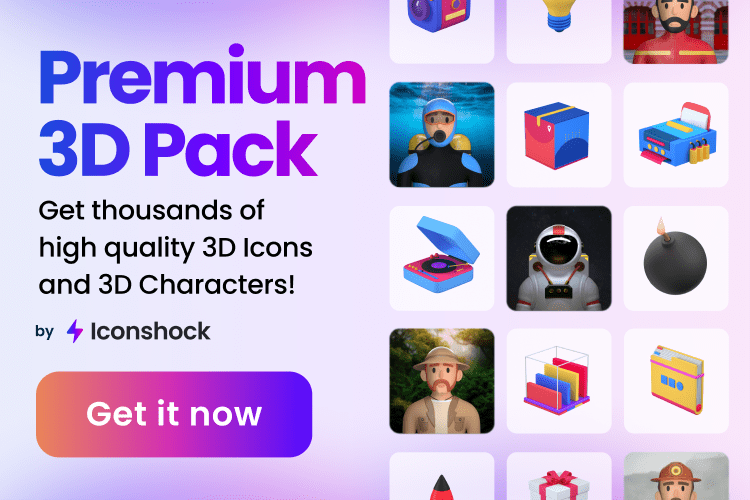 Premium
3D Pack
Get thousands of
high quality 3D Icons
and 3D Characters!
by Iconshock
Get it now